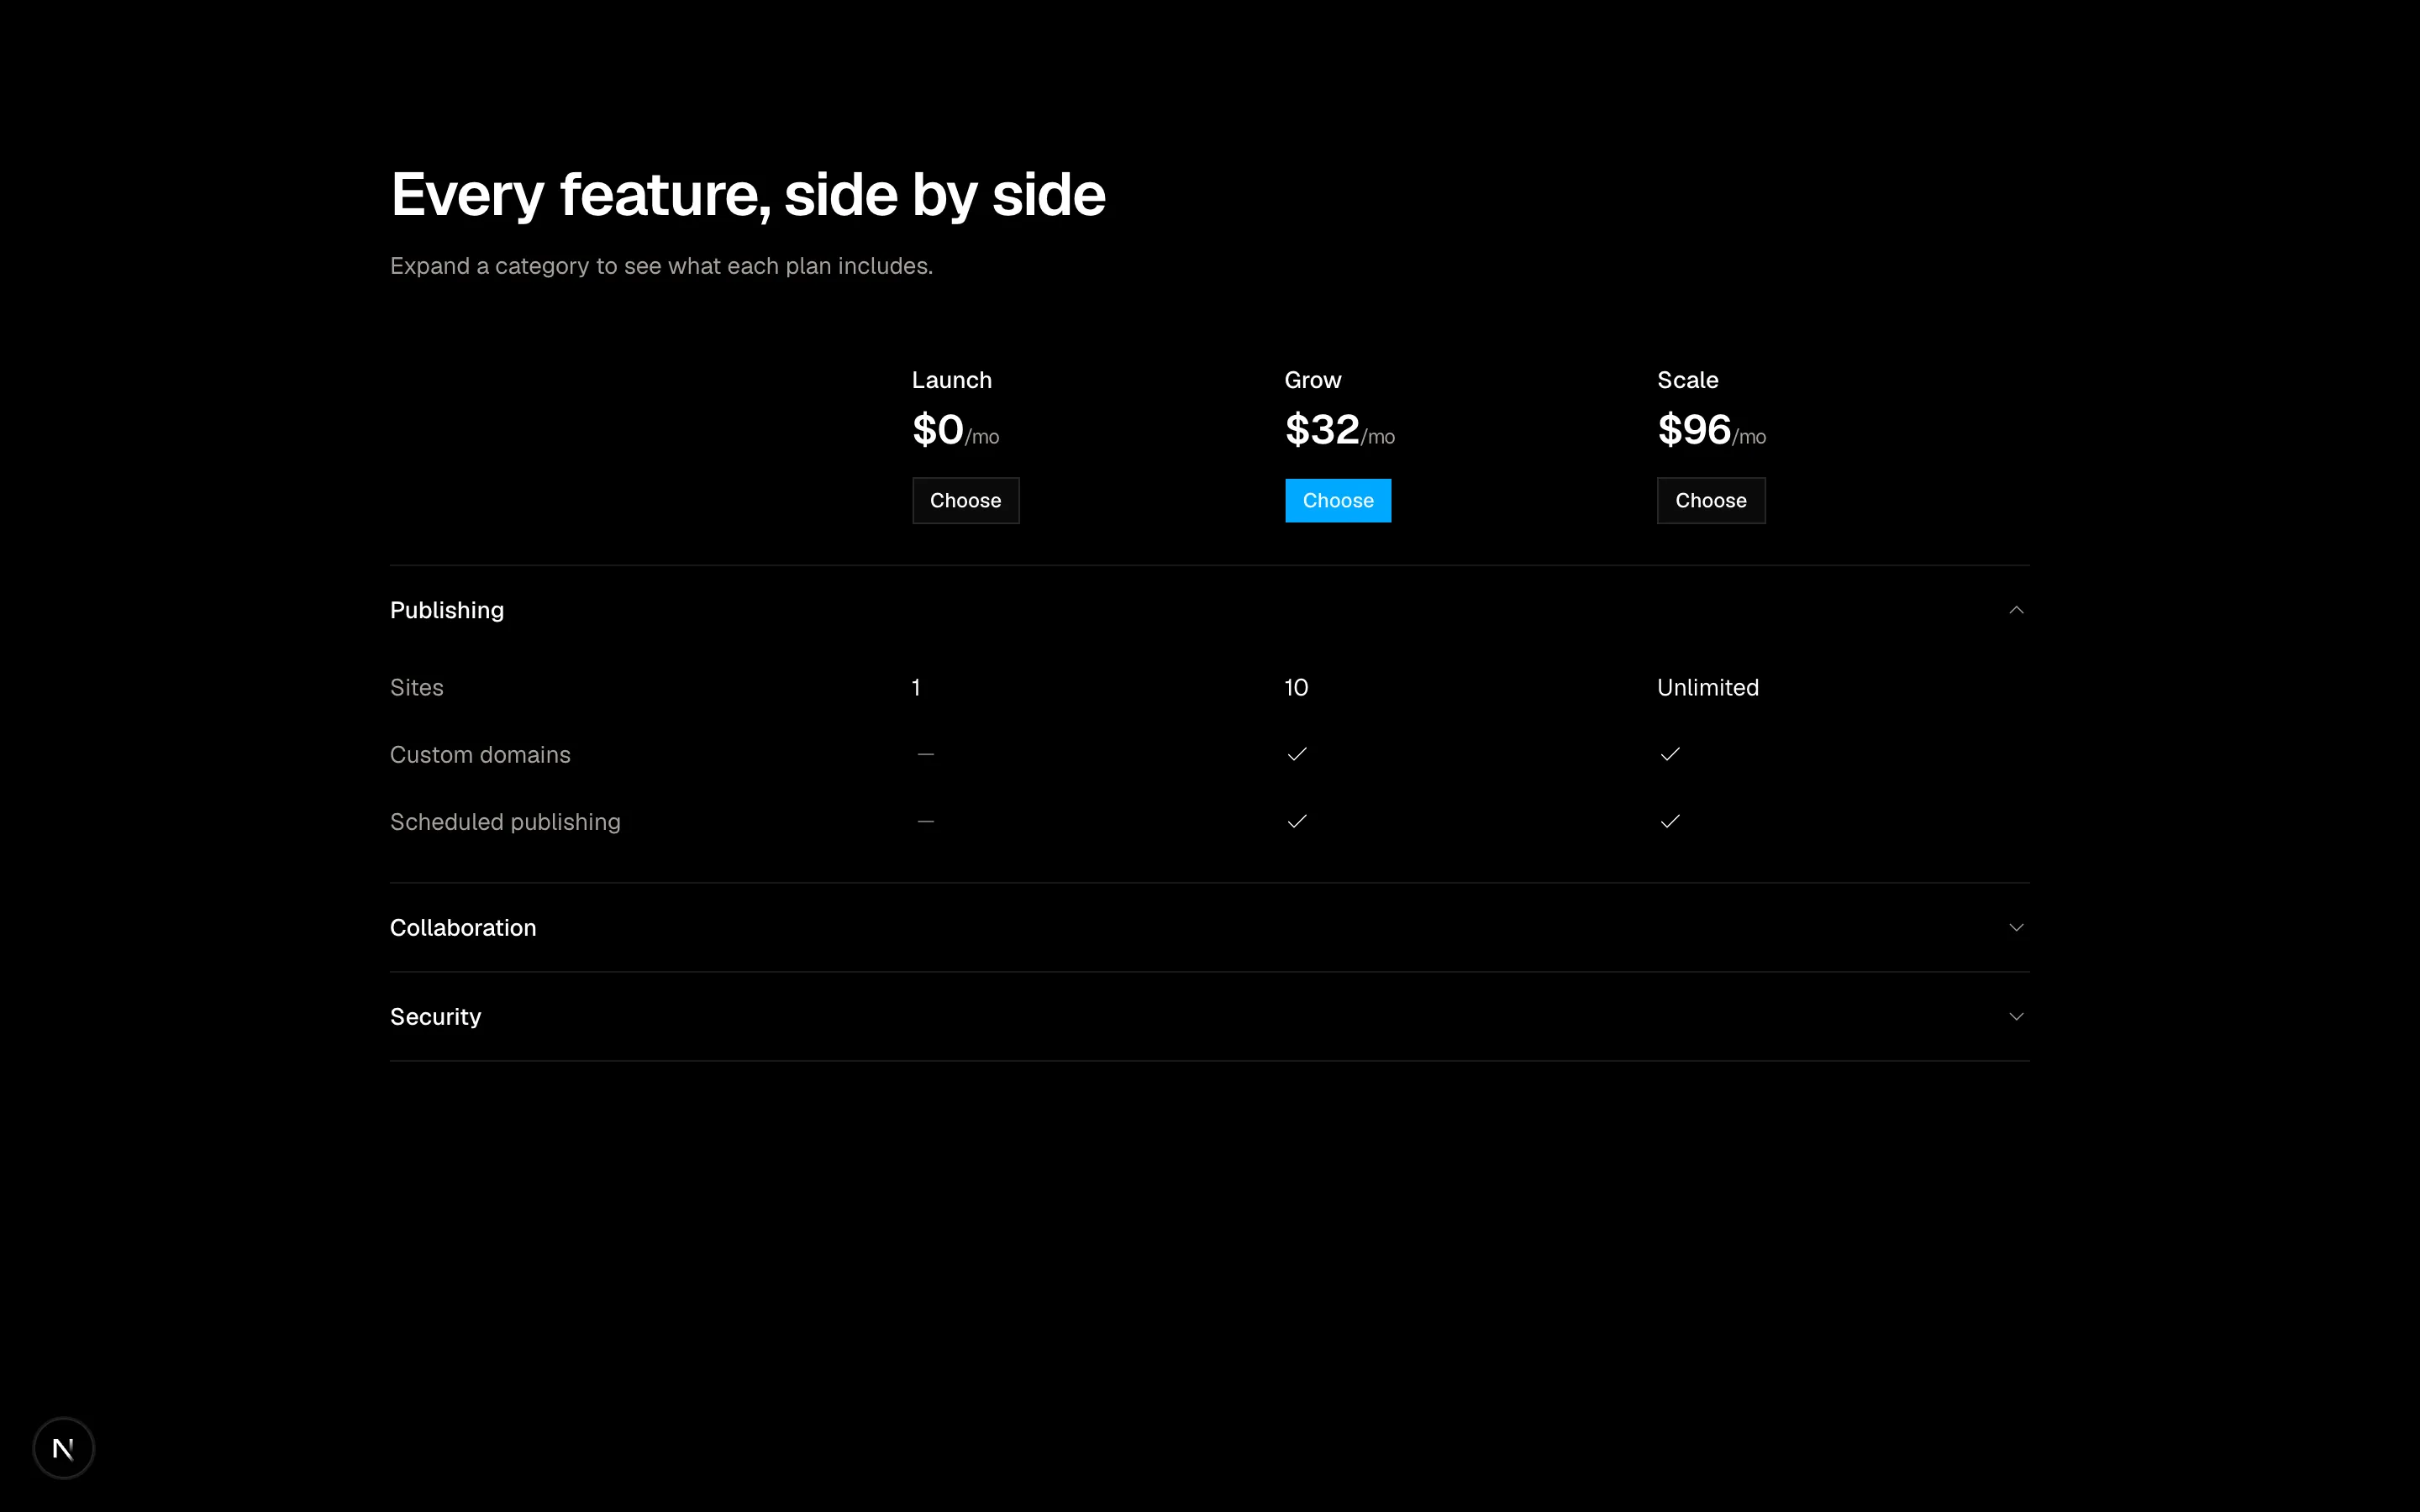 Every feature, side by side
Expand a category to see what each plan includes.
Launch Grow Scale
$0/mo $32/mo $96/mo
Choose Choose Choose
Publishing
Sites 1 10 Unlimited
Custom domains — ✓ ✓
Scheduled publishing — ✓ ✓
Collaboration
Security
N